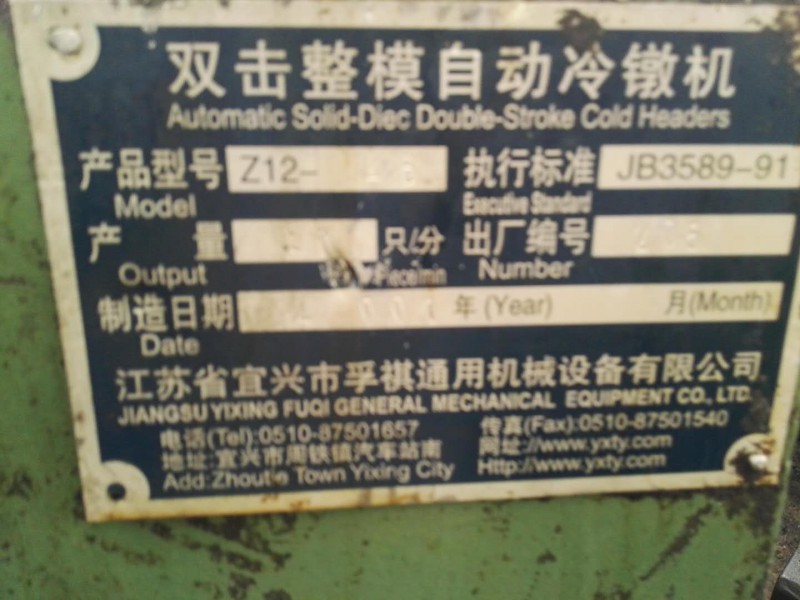 双击整模自动冷镦机
Automatic Solid-Diec Double-Stroke Cold Headers
产品型号 Z12- 执行标准 JB3589-91
Model Executive Standard
产 量 只/分 出厂编号
Output Piece/min Number
制造日期 年(Year) 月(Month)
Date
江苏省宜兴市孚祺通用机械设备有限公司
JIANGSU YIXING FUQI GENERAL MECHANICAL EQUIPMENT CO., LTD.
电话(Tel):0510-87501657 传真(Fax):0510-87501540
地址:宜兴市周铁镇汽车站南 网址://www.yxty.com
Add:Zhoutie Town Yixing City Http://www.yxty.com